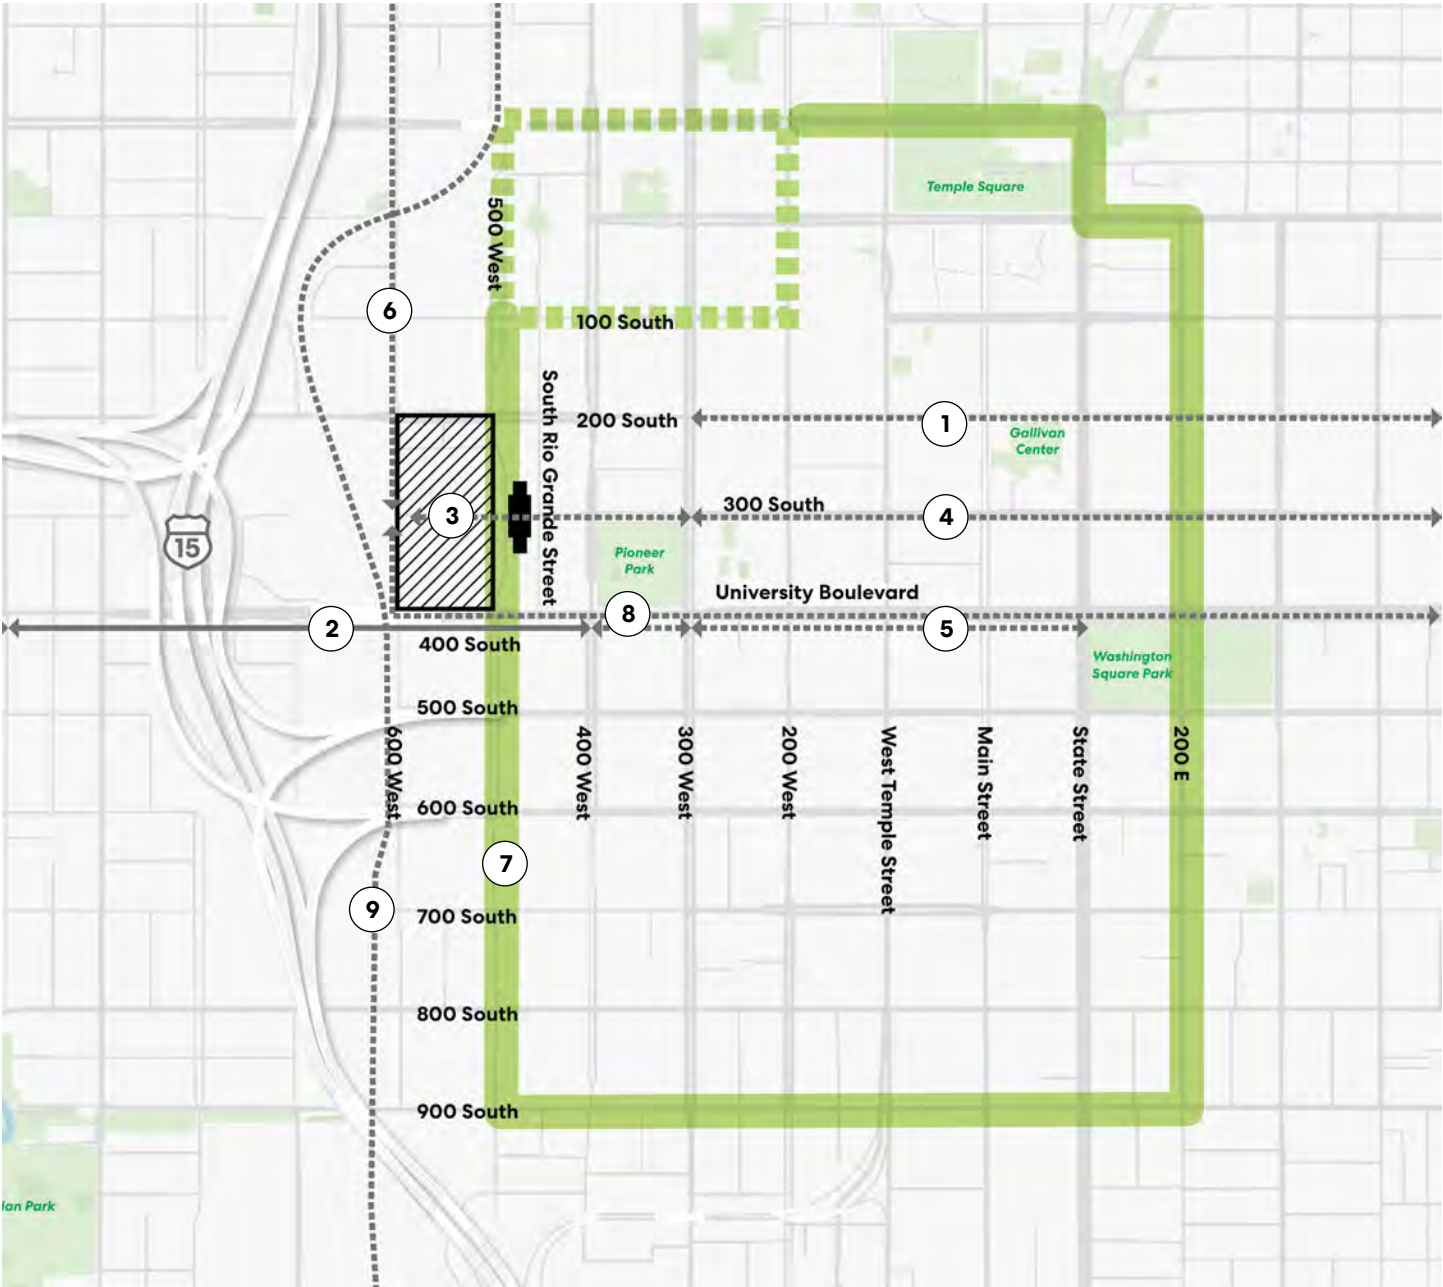 Temple Square
500 West
6
100 South
South Rio Grande Street
200 South
1
Gallivan
Center
300 South
3
4
15
Pioneer
Park
University Boulevard
8
2
5
400 South
Washington
Square Park
500 South
600 West
400 West
300 West
200 West
West Temple Street
Main Street
State Street
200 E
600 South
7
9
700 South
800 South
900 South
lan Park